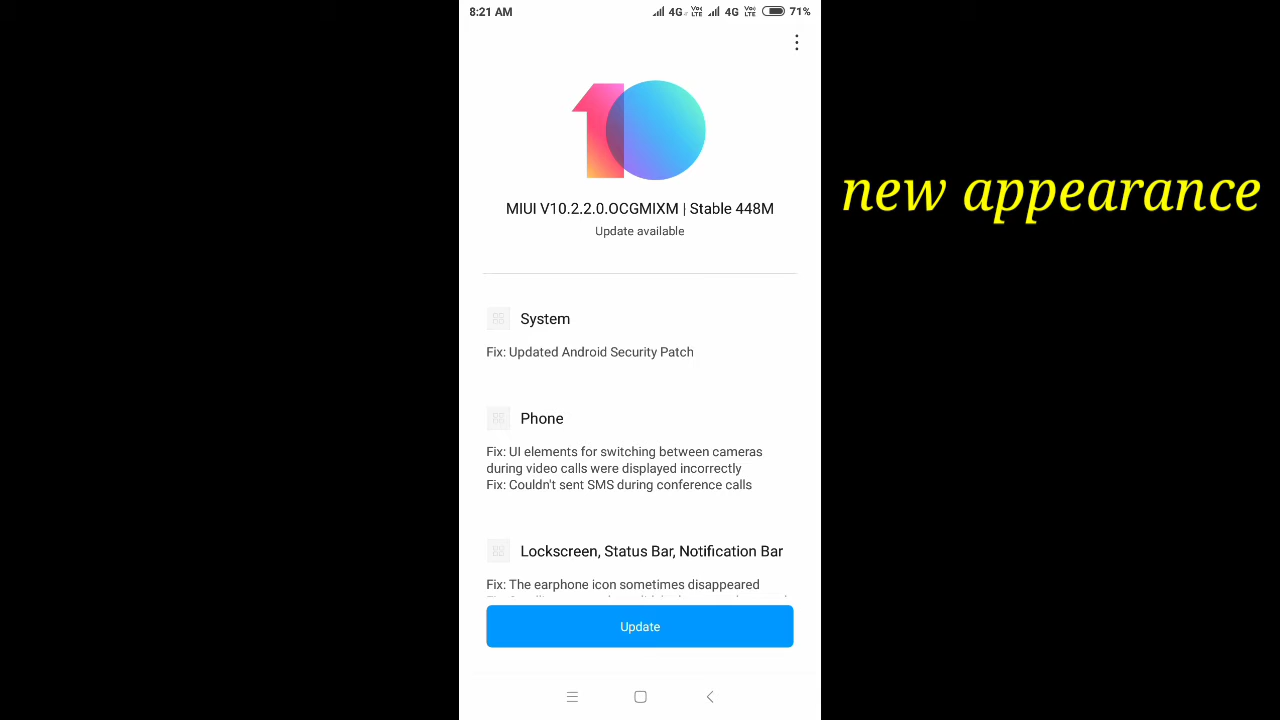 8:21 AM 4G VoLTE 4G VoLTE 71%
10
MIUI V10.2.2.0.OCGMIXM | Stable 448M
Update available
new appearance
System
Fix: Updated Android Security Patch
Phone
Fix: UI elements for switching between cameras
during video calls were displayed incorrectly
Fix: Couldn't sent SMS during conference calls
Lockscreen, Status Bar, Notification Bar
Fix: The earphone icon sometimes disappeared
Update